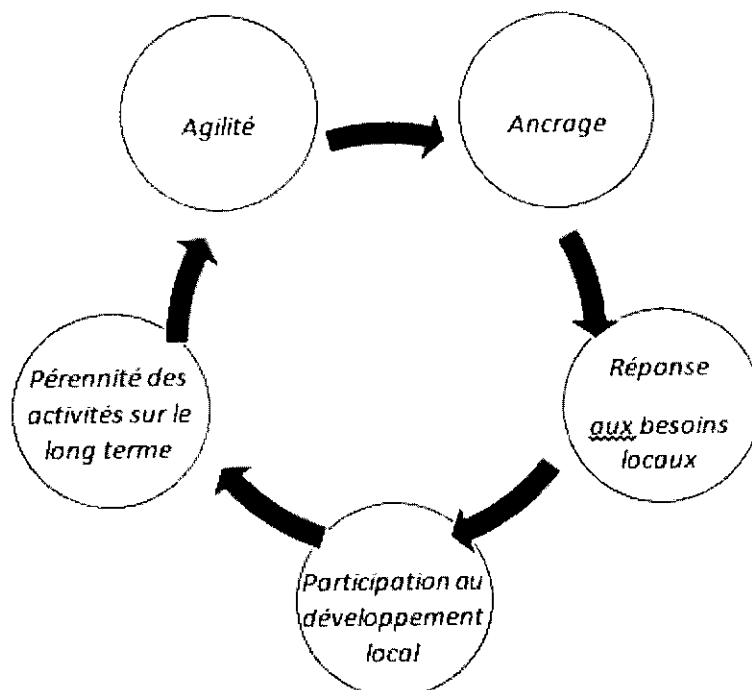 Agilité
Ancrage
Réponse
aux besoins
locaux
Participation au
développement
local
Pérennité des
activités sur le
long terme